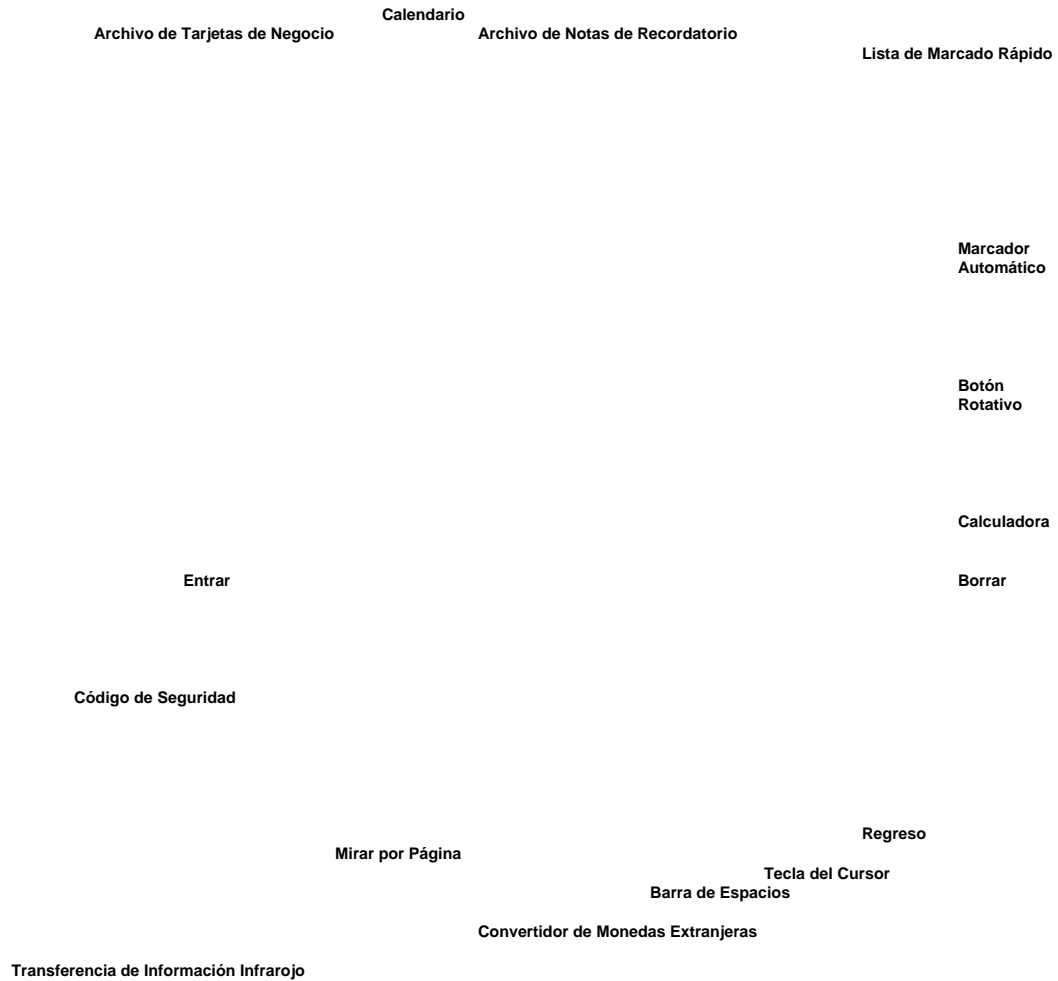 Calendario
Archivo de Tarjetas de Negocio
Archivo de Notas de Recordatorio
Lista de Marcado Rápido
Marcador
Automático
Botón
Rotativo
Calculadora
Entrar
Borrar
Código de Seguridad
Regreso
Mirar por Página
Tecla del Cursor
Barra de Espacios
Convertidor de Monedas Extranjeras
Transferencia de Información Infrarojo